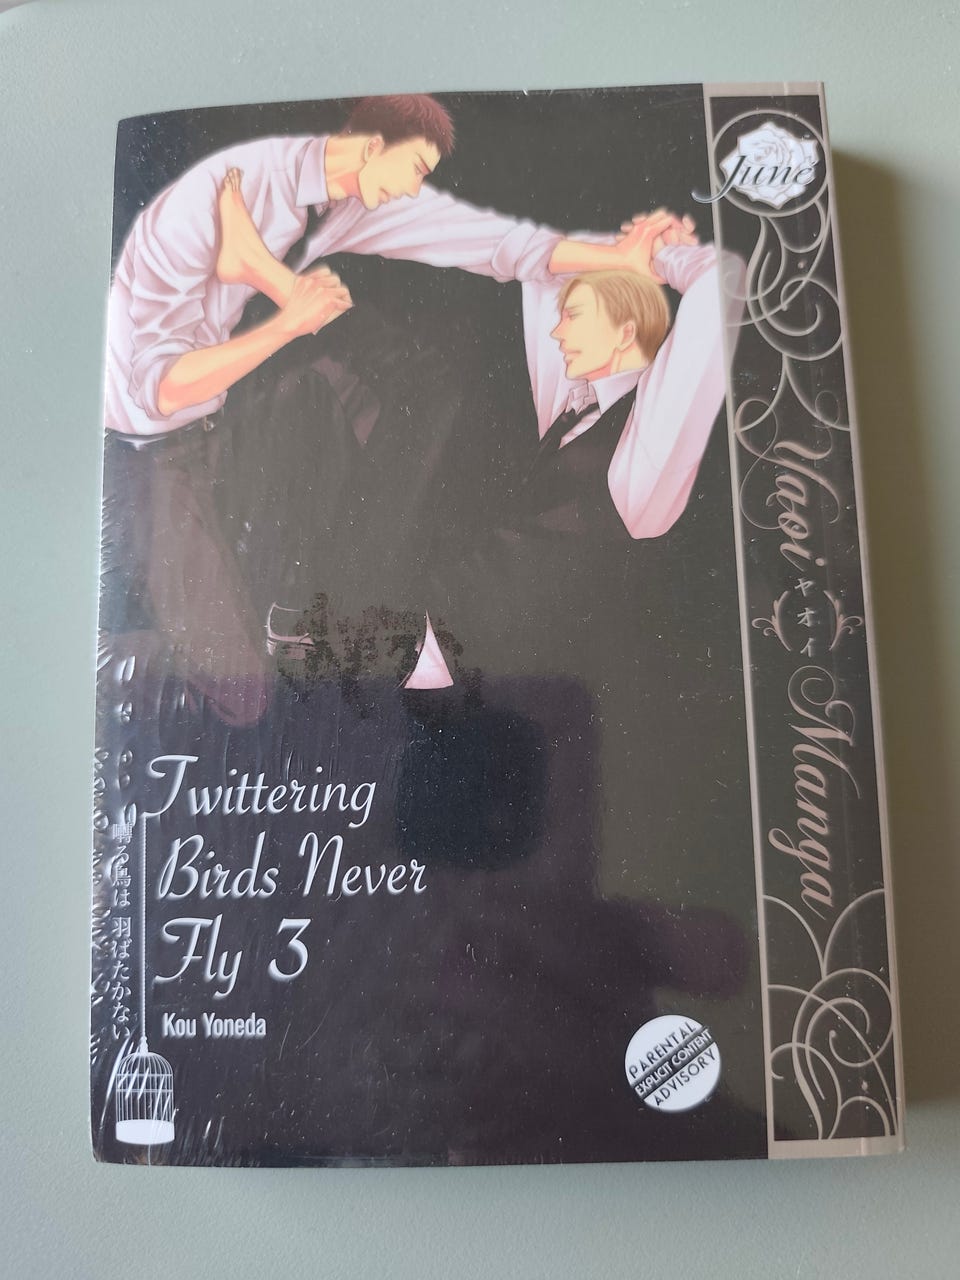 Juné
Yaoi ヤオイ Manga
Twittering
Birds Never
Fly 3
囀る鳥は 羽ばたかない
Kou Yoneda
PARENTAL
EXPLICIT CONTENT
ADVISORY